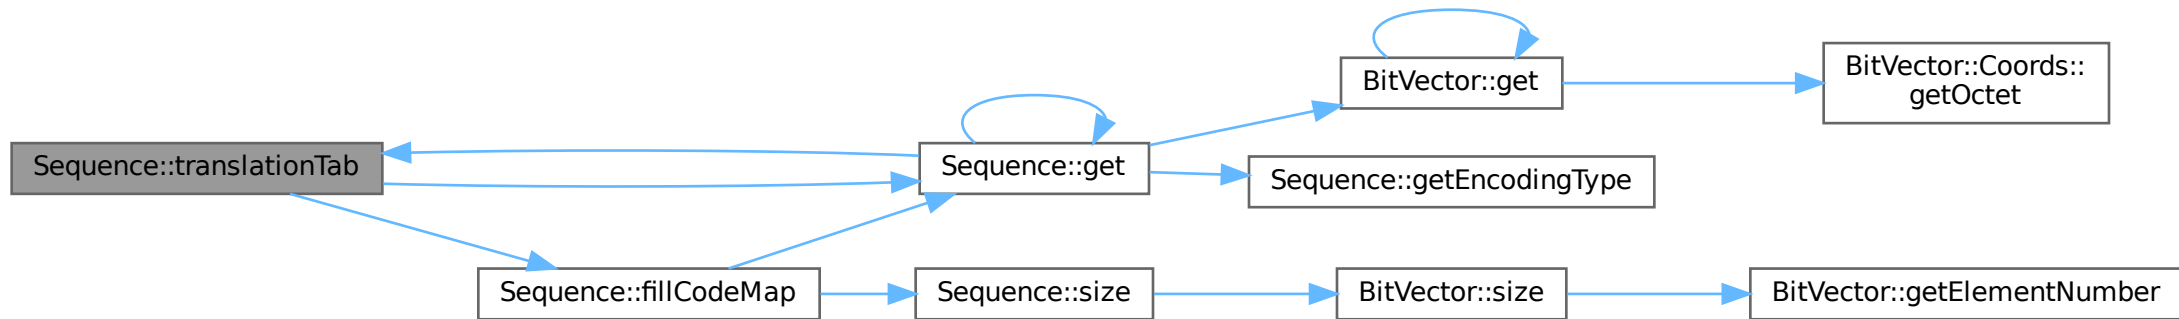 BitVector::get
BitVector::Coords::
getOctet
Sequence::translationTab
Sequence::get
Sequence::getEncodingType
Sequence::fillCodeMap
Sequence::size
BitVector::size
BitVector::getElementNumber